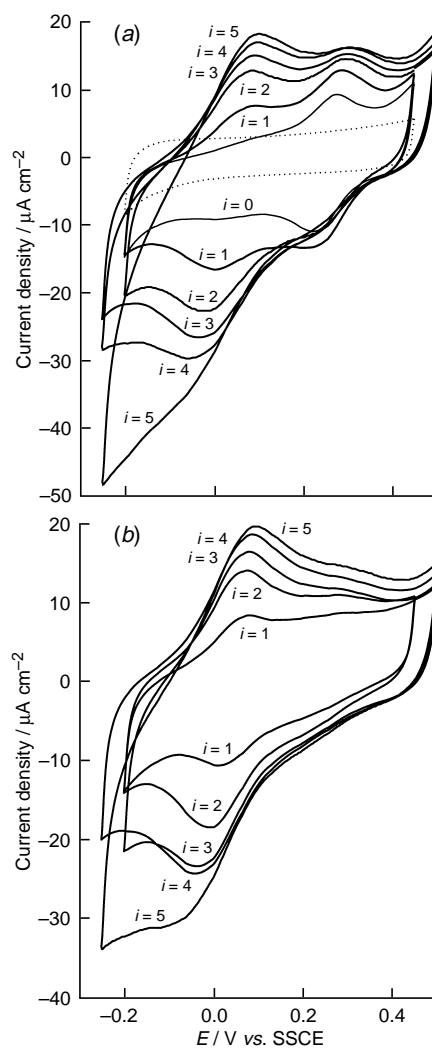 20
(a)
i = 5
i = 4
i = 3
i = 2
i = 1
10
0
i = 0
–10
i = 1
–20
i = 2
i = 3
–30
i = 4
–40
i = 5
–50
Current density / μA cm–2
20
(b)
i = 5
i = 4
i = 3
i = 2
i = 1
10
0
–10
i = 1
i = 2
–20
i = 3
i = 4
–30
i = 5
–40
Current density / μA cm–2
–0.2 0.0 0.2 0.4
E / V vs. SSCE